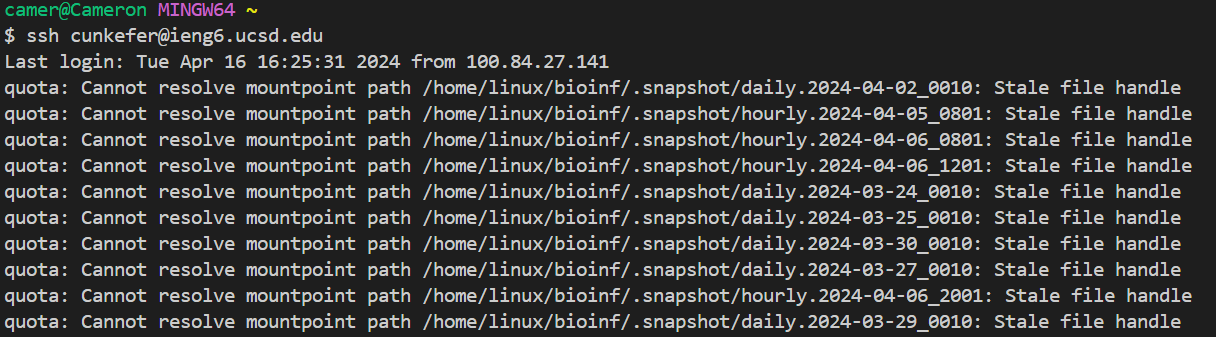 camer@Cameron MINGW64 ~
$ ssh cunkefer@ieng6.ucsd.edu
Last login: Tue Apr 16 16:25:31 2024 from 100.84.27.141
quota: Cannot resolve mountpoint path /home/linux/bioinf/.snapshot/daily.2024-04-02_0010: Stale file handle
quota: Cannot resolve mountpoint path /home/linux/bioinf/.snapshot/hourly.2024-04-05_0801: Stale file handle
quota: Cannot resolve mountpoint path /home/linux/bioinf/.snapshot/hourly.2024-04-06_0801: Stale file handle
quota: Cannot resolve mountpoint path /home/linux/bioinf/.snapshot/hourly.2024-04-06_1201: Stale file handle
quota: Cannot resolve mountpoint path /home/linux/bioinf/.snapshot/daily.2024-03-24_0010: Stale file handle
quota: Cannot resolve mountpoint path /home/linux/bioinf/.snapshot/daily.2024-03-25_0010: Stale file handle
quota: Cannot resolve mountpoint path /home/linux/bioinf/.snapshot/daily.2024-03-30_0010: Stale file handle
quota: Cannot resolve mountpoint path /home/linux/bioinf/.snapshot/daily.2024-03-27_0010: Stale file handle
quota: Cannot resolve mountpoint path /home/linux/bioinf/.snapshot/hourly.2024-04-06_2001: Stale file handle
quota: Cannot resolve mountpoint path /home/linux/bioinf/.snapshot/daily.2024-03-29_0010: Stale file handle